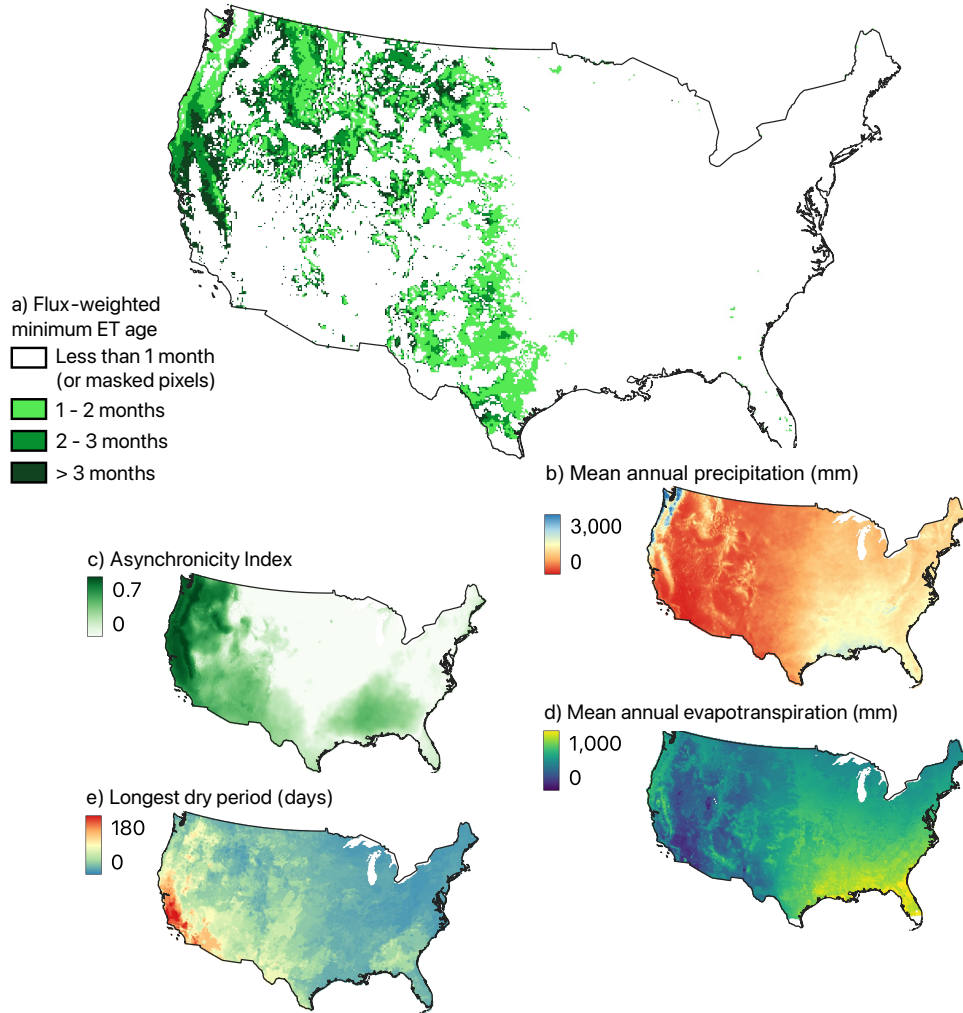 a) Flux-weighted
minimum ET age
Less than 1 month
(or masked pixels)
1 - 2 months
2 - 3 months
> 3 months
b) Mean annual precipitation (mm)
3,000
0
c) Asynchronicity Index
0.7
0
d) Mean annual evapotranspiration (mm)
1,000
0
e) Longest dry period (days)
180
0